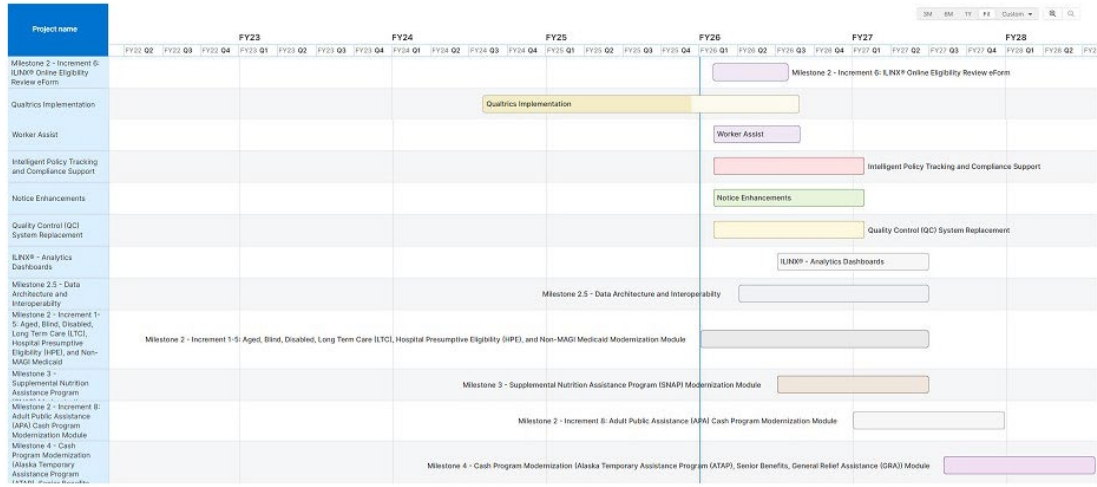 3M 6M 1Y Fit Custom
Project name
FY23 FY24 FY25 FY26 FY27 FY28
FY22 Q2 FY22 Q3 FY22 Q4 FY23 Q1 FY23 Q2 FY23 Q3 FY23 Q4 FY24 Q1 FY24 Q2 FY24 Q3 FY24 Q4 FY25 Q1 FY25 Q2 FY25 Q3 FY25 Q4 FY26 Q1 FY26 Q2 FY26 Q3 FY26 Q4 FY27 Q1 FY27 Q2 FY27 Q3 FY27 Q4 FY28 Q1 FY28 Q2 FY2
Milestone 2 - Increment 6:
ILINX® Online Eligibility
Review eForm
Milestone 2 - Increment 6: ILINX® Online Eligibility Review eForm
Qualtrics Implementation
Qualtrics Implementation
Worker Assist
Worker Assist
Intelligent Policy Tracking
and Compliance Support
Intelligent Policy Tracking and Compliance Support
Notice Enhancements
Notice Enhancements
Quality Control (QC)
System Replacement
Quality Control (QC) System Replacement
ILINX® - Analytics
Dashboards
ILINX® - Analytics Dashboards
Milestone 2.5 - Data
Architecture and
Interoperabilty
Milestone 2.5 - Data Architecture and Interoperabilty
Milestone 2 - Increment 1-
5: Aged, Blind, Disabled,
Long Term Care (LTC),
Hospital Presumptive
Eligibility (HPE), and Non-
MAGI Medicaid
Milestone 2 - Increment 1-5: Aged, Blind, Disabled, Long Term Care (LTC), Hospital Presumptive Eligibility (HPE), and Non-MAGI Medicaid Modernization Module
Milestone 3 -
Supplemental Nutrition
Assistance Program
Milestone 3 - Supplemental Nutrition Assistance Program (SNAP) Modernization Module
Milestone 2 - Increment 8:
Adult Public Assistance
(APA) Cash Program
Modernization Module
Milestone 2 - Increment 8: Adult Public Assistance (APA) Cash Program Modernization Module
Milestone 4 - Cash
Program Modernization
(Alaska Temporary
Assistance Program
(ATAP), Senior Benefits,
Milestone 4 - Cash Program Modernization (Alaska Temporary Assistance Program (ATAP), Senior Benefits, General Relief Assistance (GRA)) Module